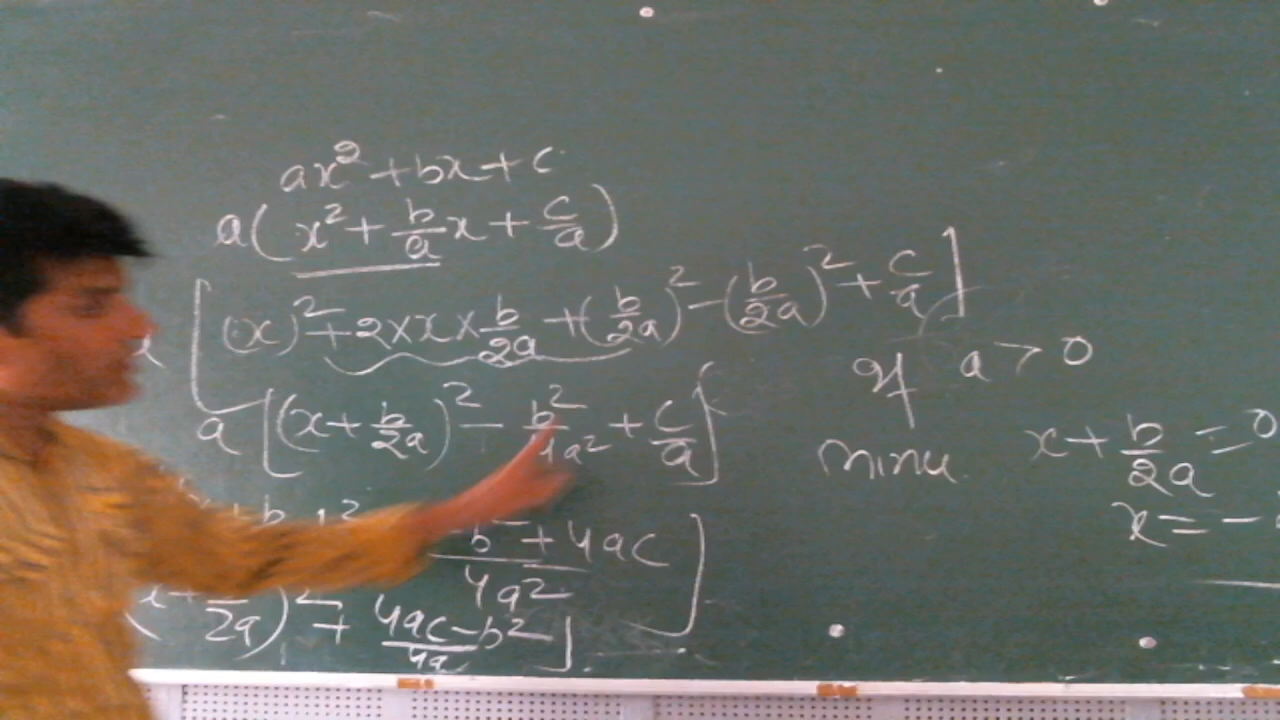 ax² + bx + c
a(x² + b/a x + c/a)
[(x)² + 2 × x × b/2a + (b/2a)² - (b/2a)² + c/a]
a[(x + b/2a)² - b²/4a² + c/a]
-b² + 4ac / 4a²]
2a)² + 4ac - b² / 4a]
if a > 0
x + b/2a = 0
x = -